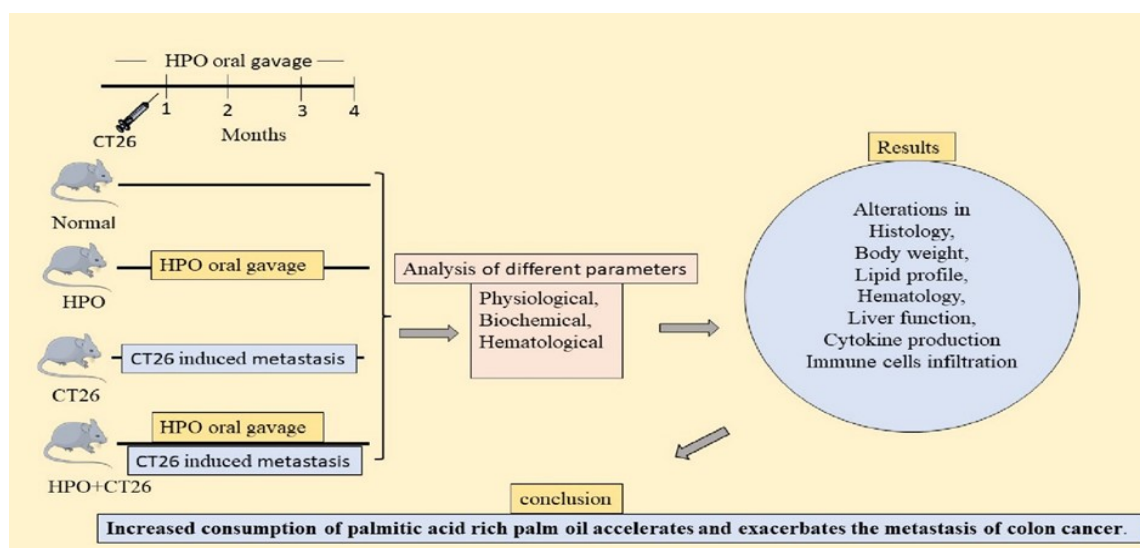 HPO oral gavage
1 2 3 4
CT26
Months
Normal
HPO oral gavage
HPO
CT26 induced metastasis
CT26
HPO oral gavage
CT26 induced metastasis
HPO+CT26
Analysis of different parameters
Physiological,
Biochemical,
Hematological
Results
Alterations in
Histology,
Body weight,
Lipid profile,
Hematology,
Liver function,
Cytokine production
Immune cells infiltration
conclusion
Increased consumption of palmitic acid rich palm oil accelerates and exacerbates the metastasis of colon cancer.